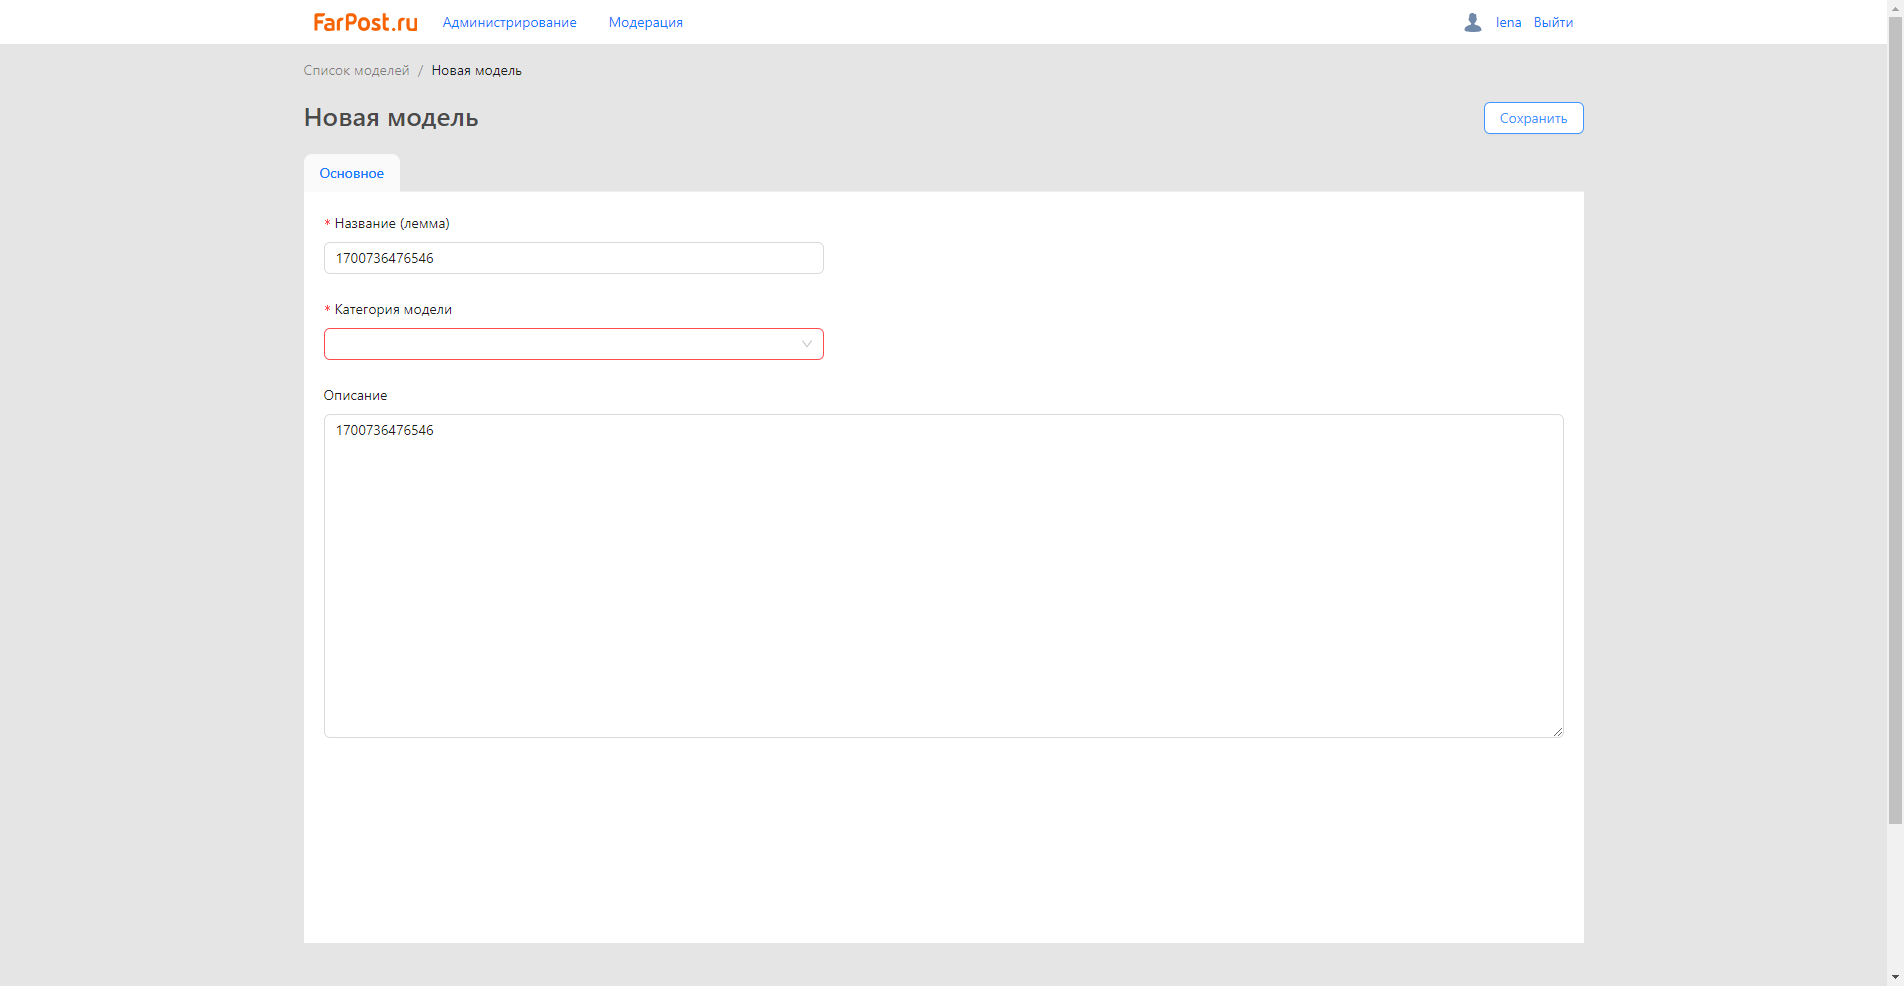 FarPost.ru Администрирование Модерация lena Выйти
Список моделей / Новая модель
Новая модель Сохранить
Основное
* Название (лемма)
1700736476546
* Категория модели
Описание
1700736476546